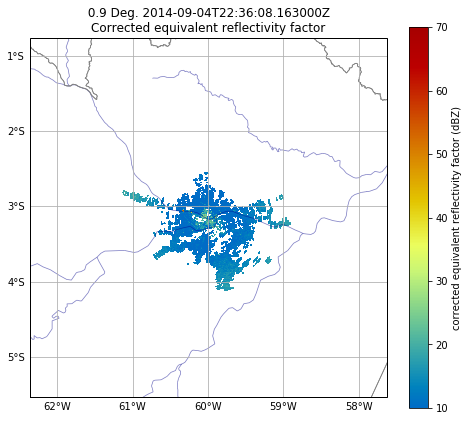 0.9 Deg. 2014-09-04T22:36:08.163000Z
Corrected equivalent reflectivity factor
1°S
2°S
3°S
4°S
5°S
62°W
61°W
60°W
59°W
58°W
70
60
50
40
30
20
10
corrected equivalent reflectivity factor (dBZ)